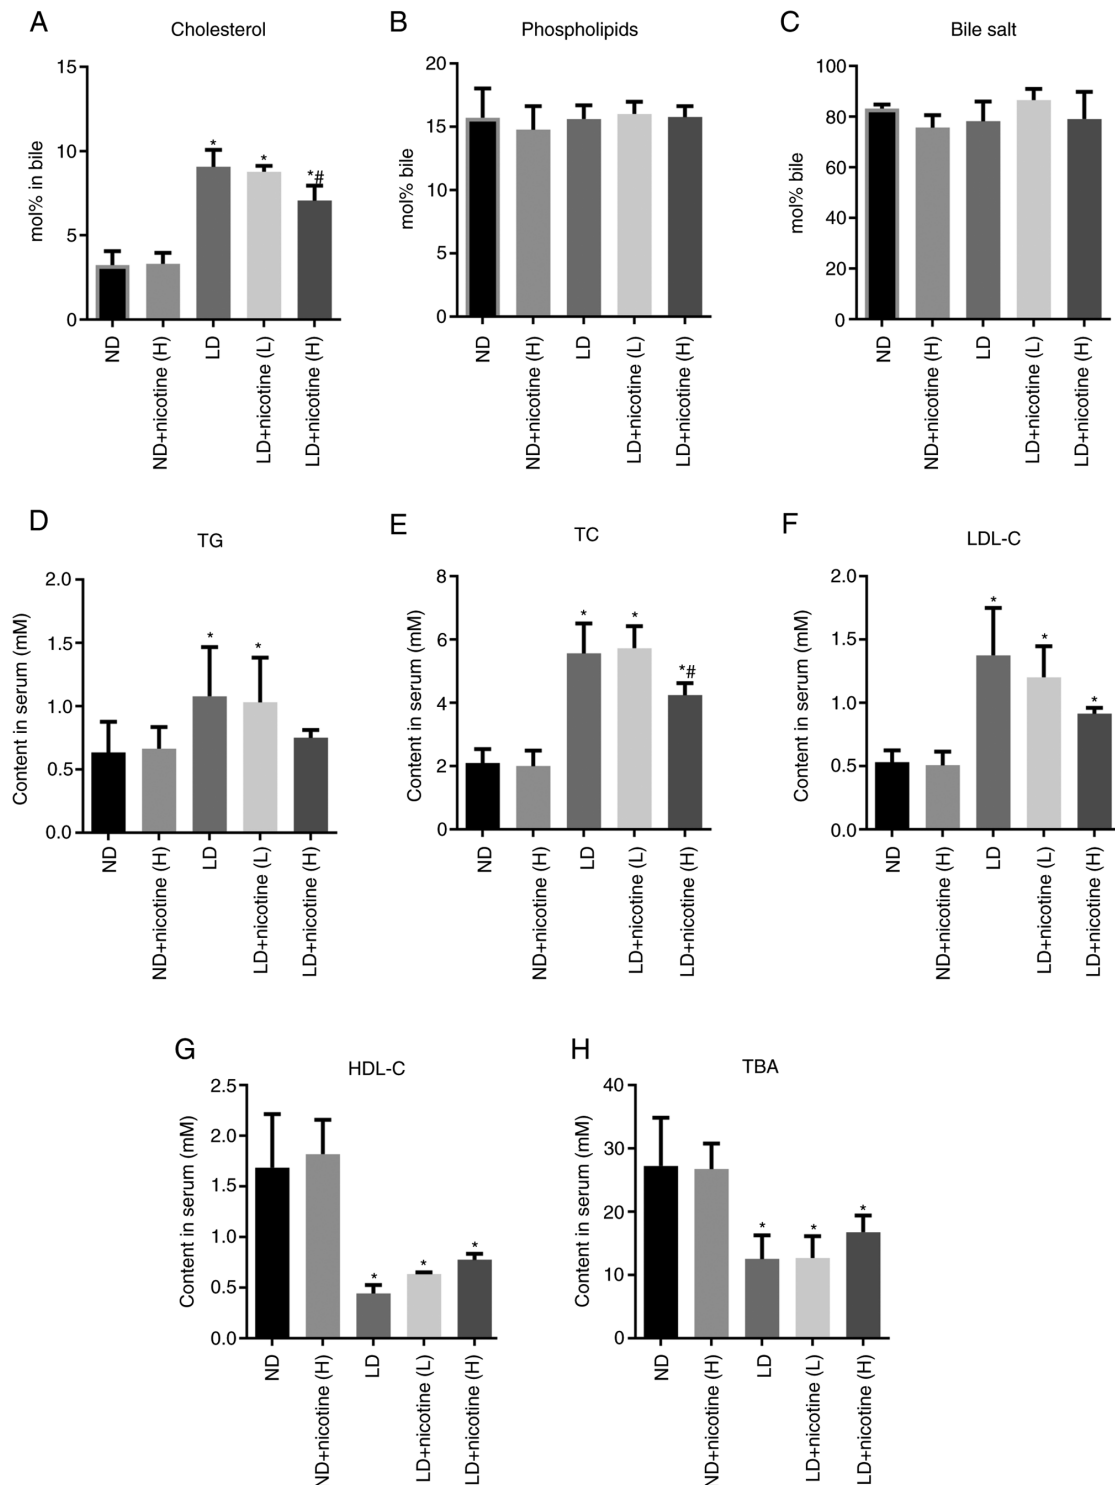 A
Cholesterol
mol% in bile
15
10
5
0
*
*
*#
ND
ND+nicotine (H)
LD
LD+nicotine (L)
LD+nicotine (H)
B
Phospholipids
mol% bile
20
15
10
5
0
ND
ND+nicotine (H)
LD
LD+nicotine (L)
LD+nicotine (H)
C
Bile salt
mol% bile
100
80
60
40
20
0
ND
ND+nicotine (H)
LD
LD+nicotine (L)
LD+nicotine (H)
D
TG
Content in serum (mM)
2.0
1.5
1.0
0.5
0.0
*
*
ND
ND+nicotine (H)
LD
LD+nicotine (L)
LD+nicotine (H)
E
TC
Content in serum (mM)
8
6
4
2
0
*
*
*#
ND
ND+nicotine (H)
LD
LD+nicotine (L)
LD+nicotine (H)
F
LDL-C
Content in serum (mM)
2.0
1.5
1.0
0.5
0.0
*
*
*
ND
ND+nicotine (H)
LD
LD+nicotine (L)
LD+nicotine (H)
G
HDL-C
Content in serum (mM)
2.5
2.0
1.5
1.0
0.5
0.0
*
*
*
ND
ND+nicotine (H)
LD
LD+nicotine (L)
LD+nicotine (H)
H
TBA
Content in serum (mM)
40
30
20
10
0
*
*
*
ND
ND+nicotine (H)
LD
LD+nicotine (L)
LD+nicotine (H)